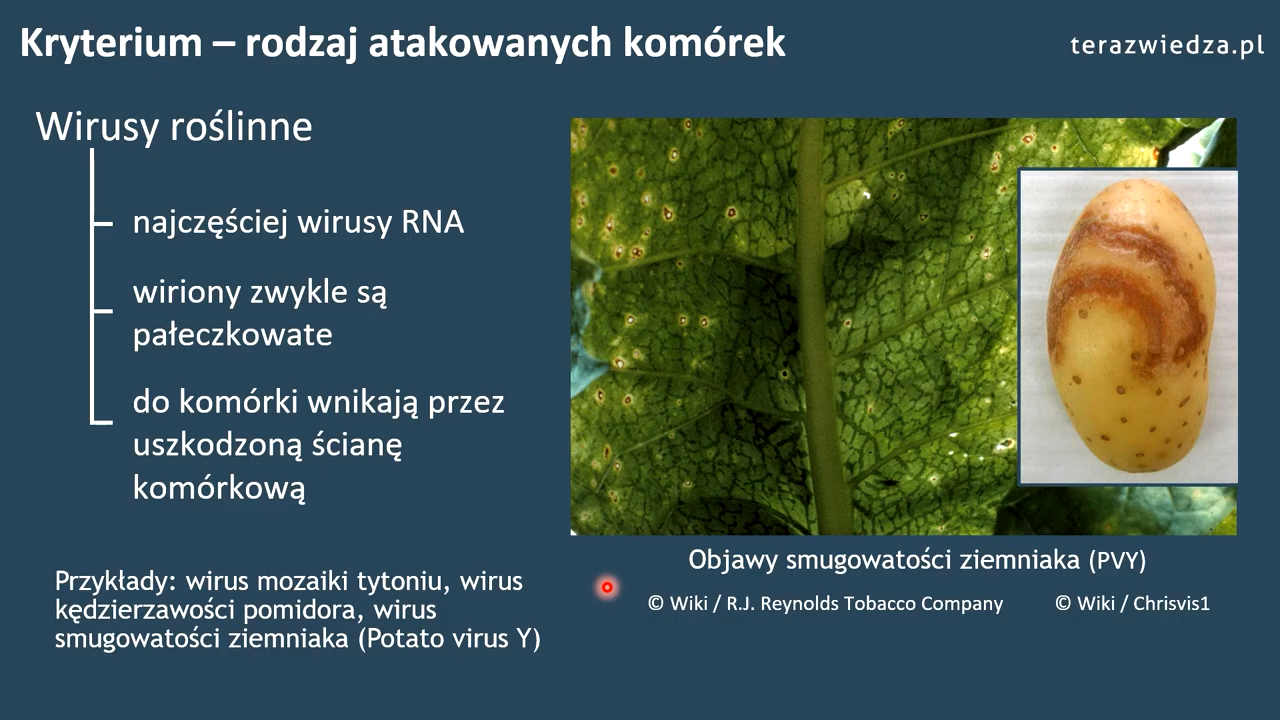 Kryterium – rodzaj atakowanych komórek
terazwiedza.pl
Wirusy roślinne
najczęściej wirusy RNA
wiriony zwykle są
pałeczkowate
do komórki wnikają przez
uszkodzoną ścianę
komórkową
Przykłady: wirus mozaiki tytoniu, wirus
kędzierzawości pomidora, wirus
smugowatości ziemniaka (Potato virus Y)
Objawy smugowatości ziemniaka (PVY)
© Wiki / R.J. Reynolds Tobacco Company
© Wiki / Chrisvis1